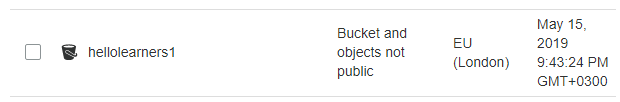 hellolearners1
Bucket and
objects not
public
EU
(London)
May 15,
2019
9:43:24 PM
GMT+0300